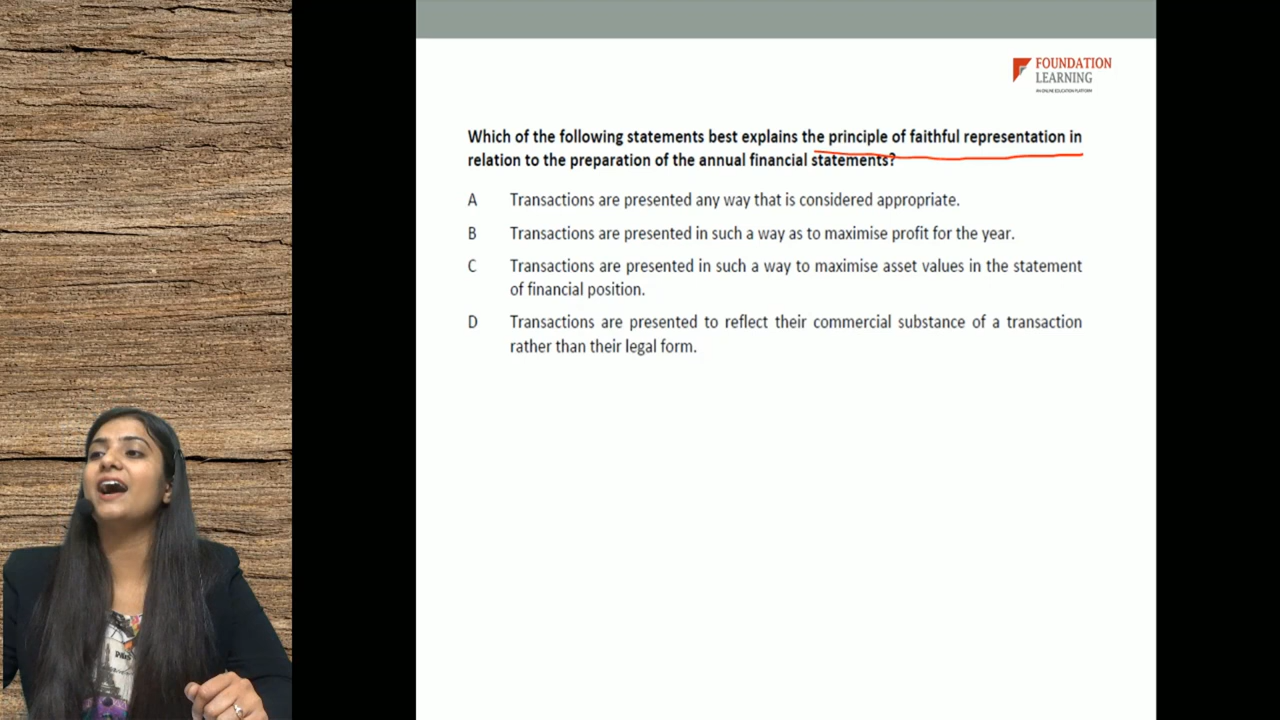 FOUNDATION
LEARNING
AN ONLINE EDUCATION PLATFORM
Which of the following statements best explains the principle of faithful representation in
relation to the preparation of the annual financial statements?
A Transactions are presented any way that is considered appropriate.
B Transactions are presented in such a way as to maximise profit for the year.
C Transactions are presented in such a way to maximise asset values in the statement
of financial position.
D Transactions are presented to reflect their commercial substance of a transaction
rather than their legal form.